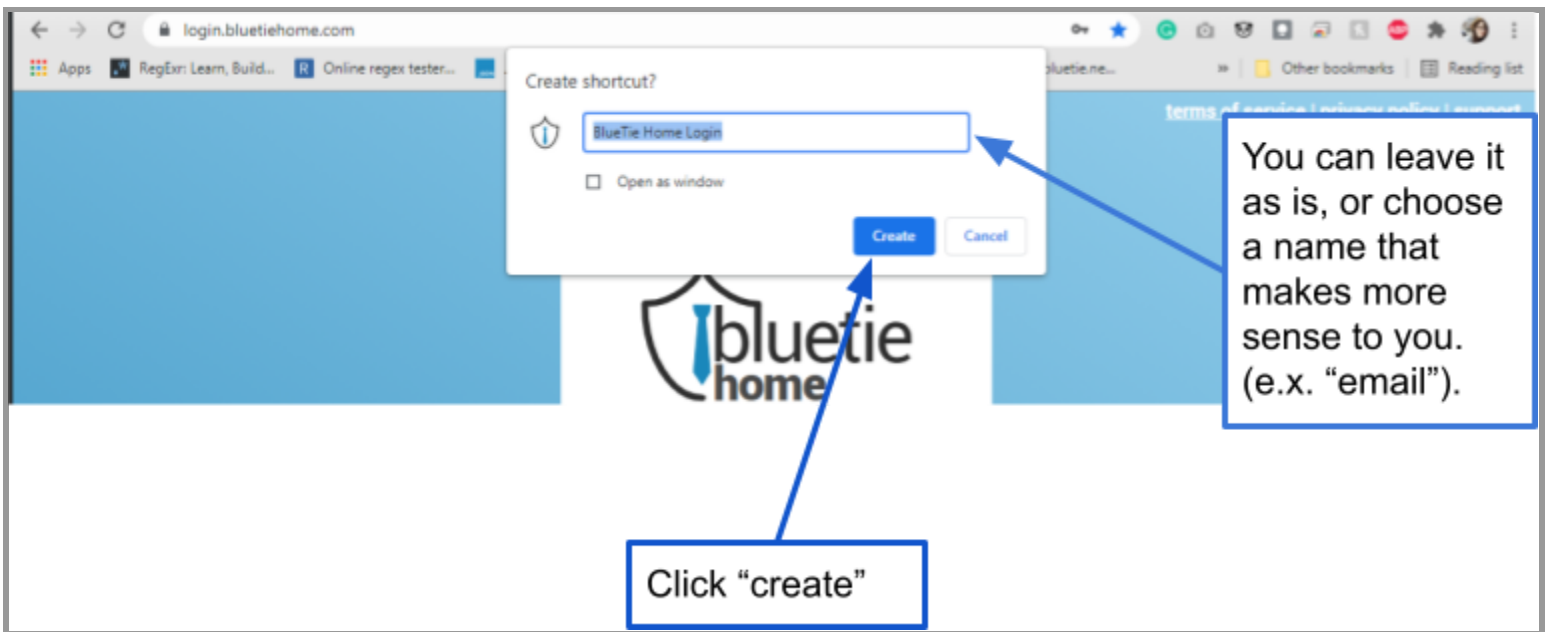 login.bluetiehome.com
Apps RegExr: Learn, Build... R Online regex tester... bluetie.ne... » Other bookmarks Reading list
Create shortcut?
BlueTie Home Login
Open as window
Create Cancel
terms of service | privacy policy | support
You can leave it
as is, or choose
a name that
makes more
sense to you.
(e.x. “email”).
bluetie
home
Click “create”